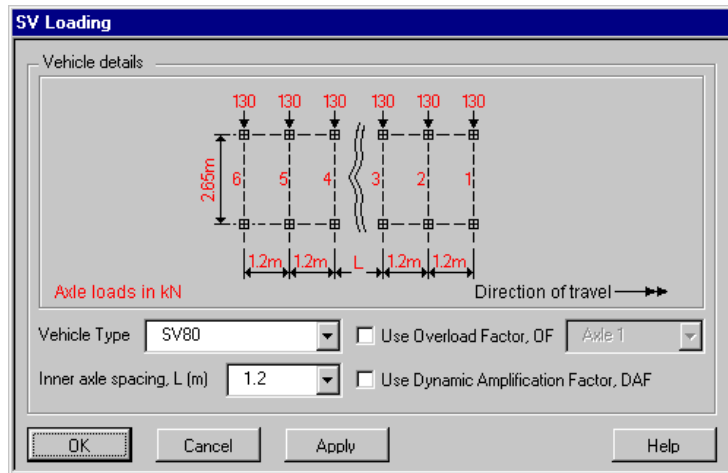 SV Loading
Vehicle details
130 130 130 130 130 130
2.65m
6 5 4 3 2 1
1.2m 1.2m L 1.2m 1.2m
Axle loads in kN Direction of travel
Vehicle Type SV80 Use Overload Factor, OF Axle 1
Inner axle spacing, L (m) 1.2 Use Dynamic Amplification Factor, DAF
OK Cancel Apply Help